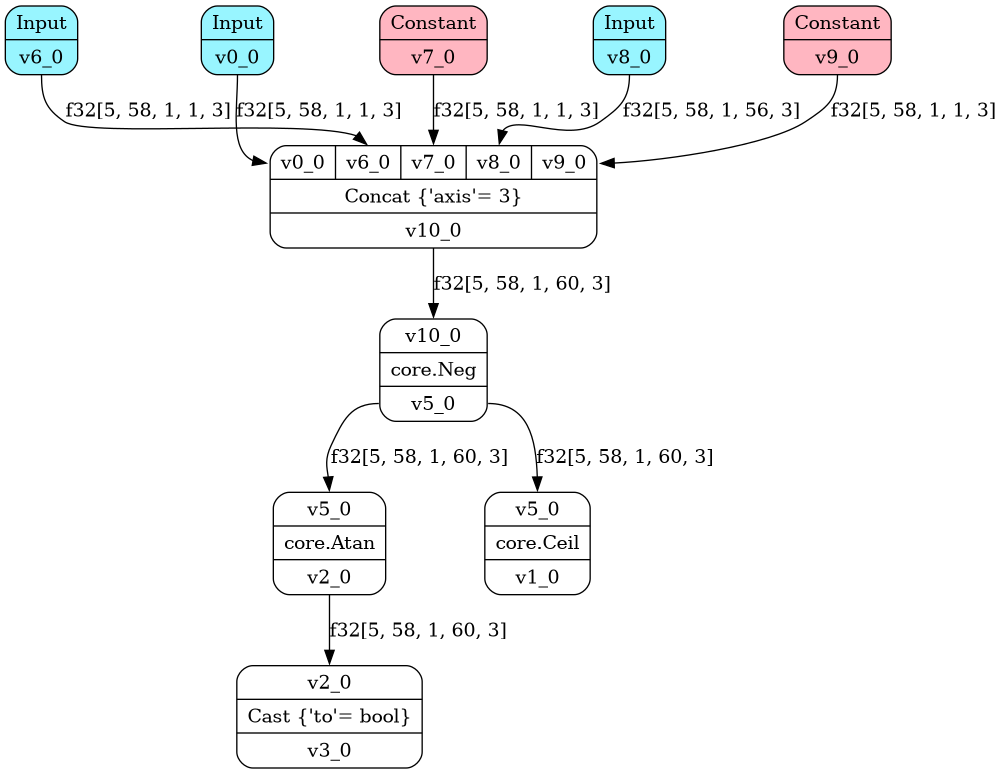 Input
Input
Constant
Input
Constant
v6_0
v0_0
v7_0
v8_0
v9_0
f32[5, 58, 1, 1, 3]
f32[5, 58, 1, 1, 3]
f32[5, 58, 1, 1, 3]
f32[5, 58, 1, 56, 3]
f32[5, 58, 1, 1, 3]
v0_0
v6_0
v7_0
v8_0
v9_0
Concat {'axis'= 3}
v10_0
f32[5, 58, 1, 60, 3]
v10_0
core.Neg
v5_0
f32[5, 58, 1, 60, 3]
f32[5, 58, 1, 60, 3]
v5_0
core.Atan
v2_0
v5_0
core.Ceil
v1_0
f32[5, 58, 1, 60, 3]
v2_0
Cast {'to'= bool}
v3_0